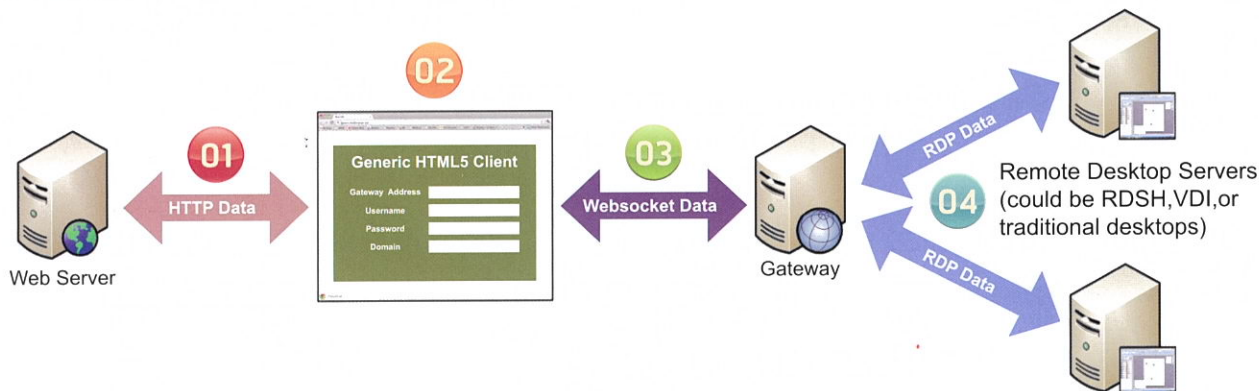 02
01
HTTP Data
Web Server
Generic HTML5 Client
Gateway Address
Username
Password
Domain
03
Websocket Data
Gateway
RDP Data
04
Remote Desktop Servers
(could be RDSH,VDI,or
traditional desktops)
RDP Data